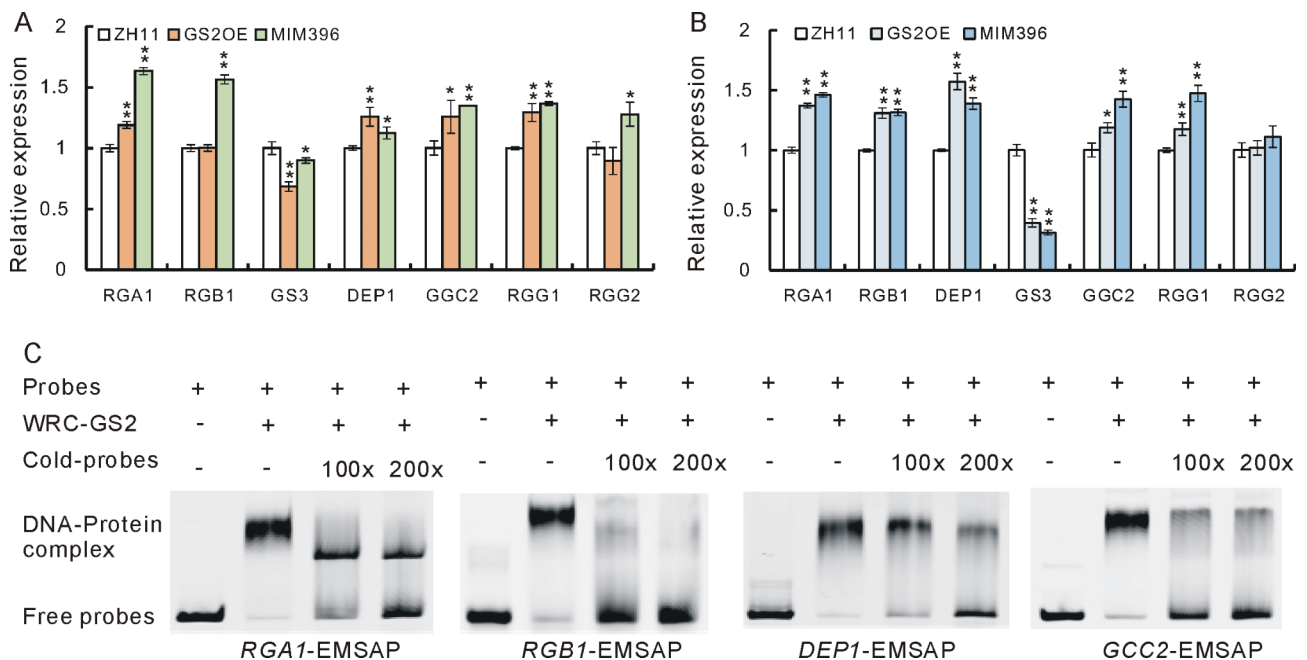 A
ZH11 GS2OE MIM396
Relative expression
2
1.5
1
0.5
0
** ** ** ** * ** * * ** ** ** *
RGA1 RGB1 GS3 DEP1 GGC2 RGG1 RGG2
B
ZH11 GS2OE MIM396
Relative expression
2
1.5
1
0.5
0
** ** ** ** ** ** ** ** * ** ** **
RGA1 RGB1 DEP1 GS3 GGC2 RGG1 RGG2
C
Probes + + + + + + + + + + + + + + + +
WRC-GS2 - + + + - + + + - + + + - + + +
Cold-probes - - 100x 200x - - 100x 200x - - 100x 200x - - 100x 200x
DNA-Protein
complex
Free probes
RGA1-EMSAP RGB1-EMSAP DEP1-EMSAP GCC2-EMSAP